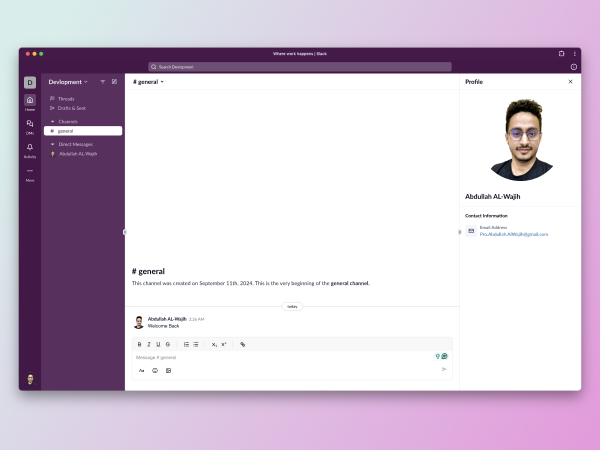 Where work happens | Slack
Search Devlopment
D
Home
DMs
Activity
More
Devlopment
Threads
Drafts & Sent
Channels
# general
Direct Messages
Abdullah AL-Wajih
# general
# general
This channel was created on September 11th, 2024. This is the very beginning of the general channel.
today
Abdullah AL-Wajih 2:26 AM
Welcome Back
B I U S X₂ X²
Message # general
Aa
Profile
Abdullah AL-Wajih
Contact Information
Email Address
Pro.Abdullah.AlWajih@gmail.com